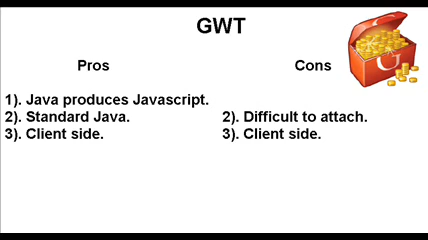 GWT
Pros Cons
1). Java produces Javascript.
2). Standard Java. 2). Difficult to attach.
3). Client side. 3). Client side.
G